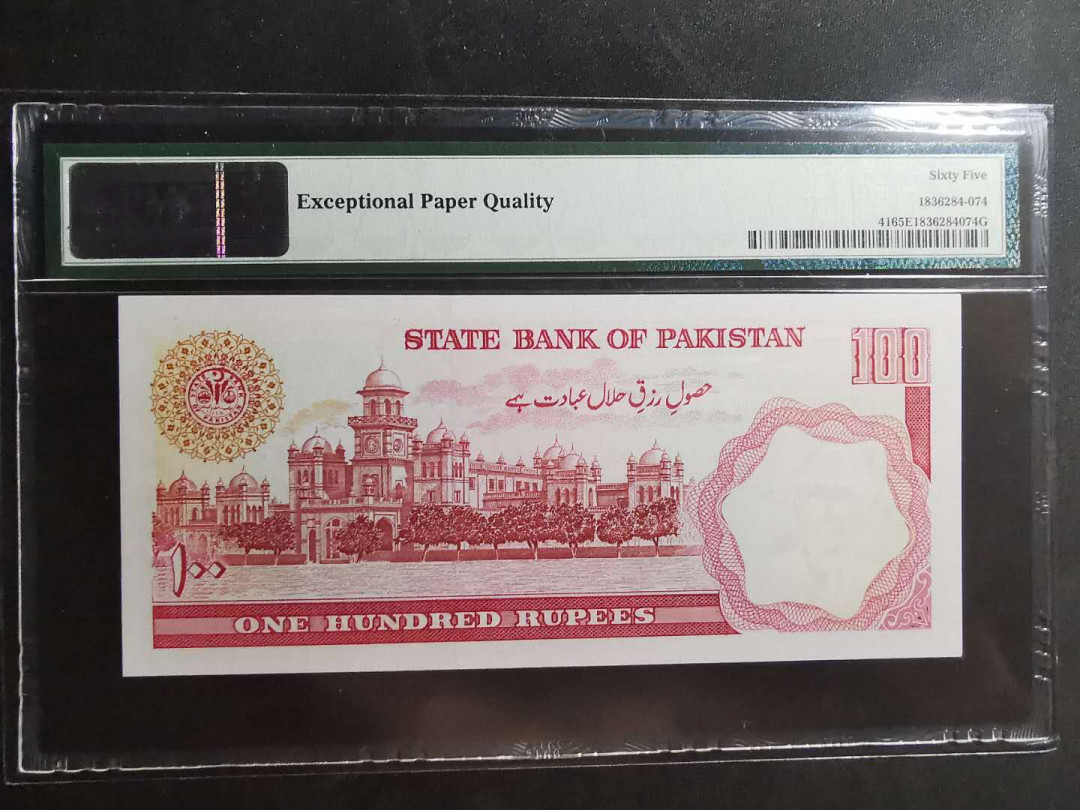 Exceptional Paper Quality
Sixty Five
1836284-074
4165E1836284074G
STATE BANK OF PAKISTAN
100
حصولِ رزقِ حلال عبادت ہے
۱۰۰
ONE HUNDRED RUPEES